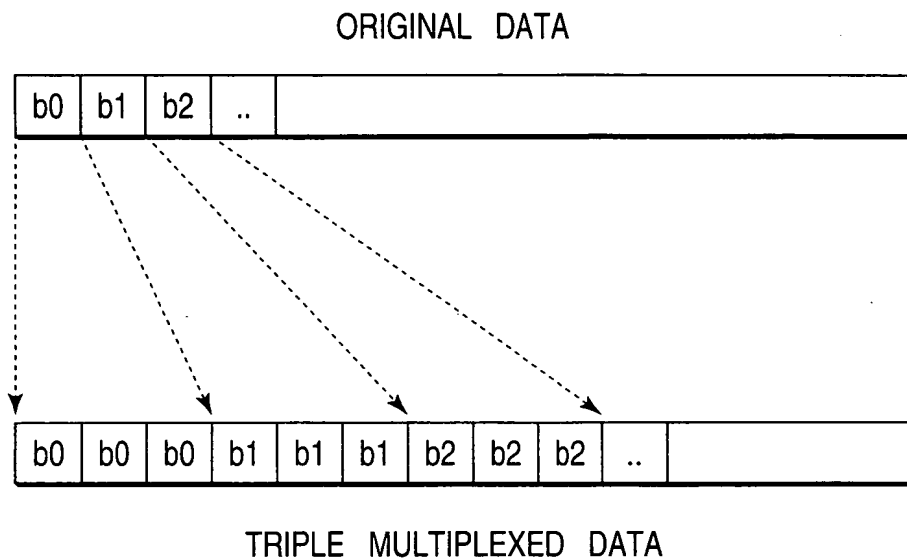 ORIGINAL DATA
b0 b1 b2 ..
b0 b0 b0 b1 b1 b1 b2 b2 b2 ..
TRIPLE MULTIPLEXED DATA